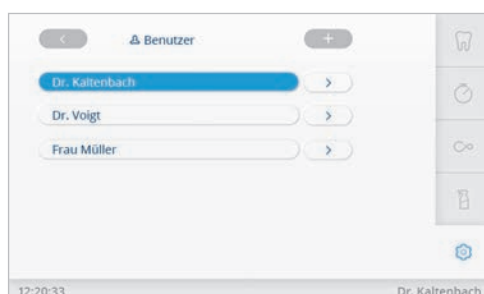 Benutzer
Dr. Kaltenbach
Dr. Voigt
Frau Müller
12:20:33 Dr. Kaltenbach